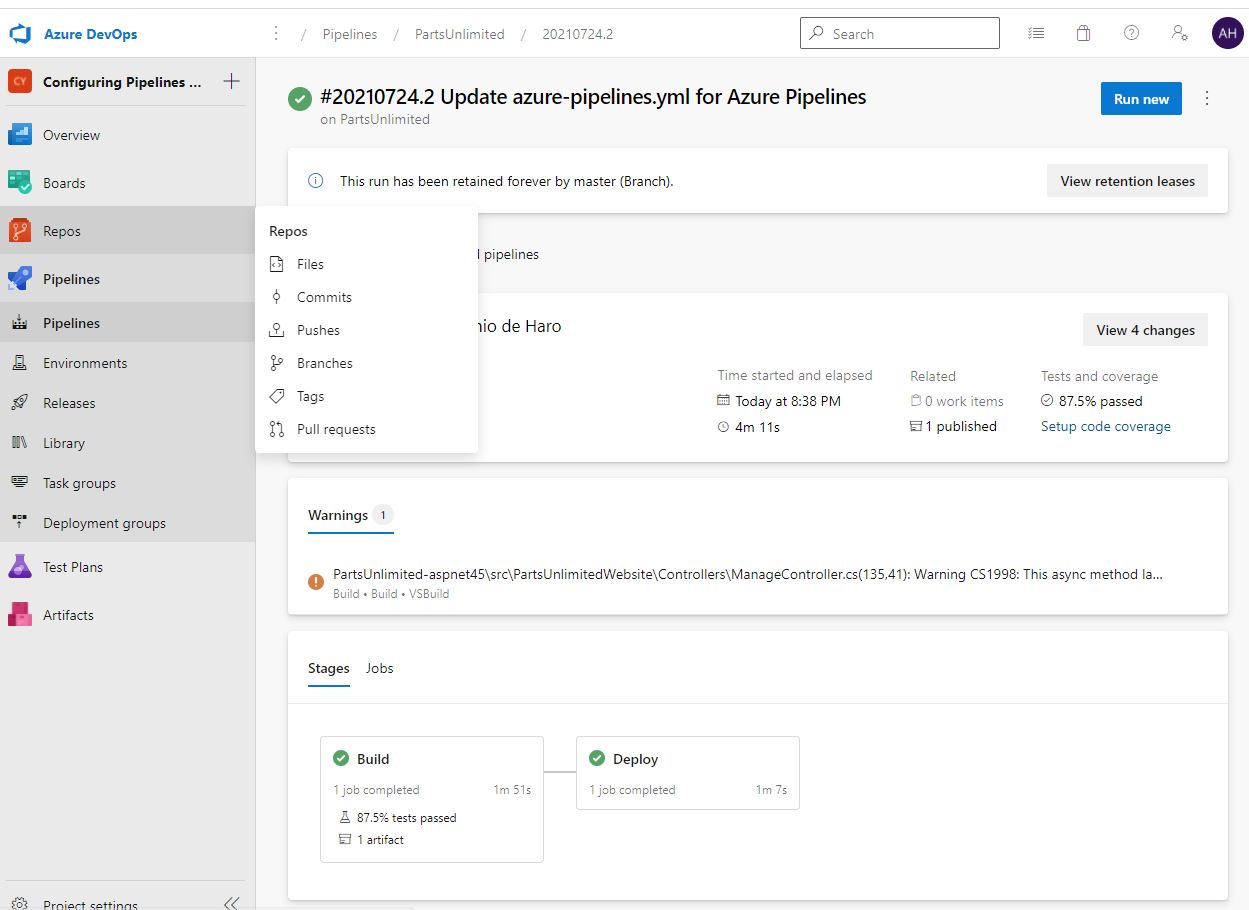 Azure DevOps
/ Pipelines / PartsUnlimited / 20210724.2
Search
AH
CY
Configuring Pipelines ...
Overview
Boards
Repos
Pipelines
Pipelines
Environments
Releases
Library
Task groups
Deployment groups
Test Plans
Artifacts
Project settings
Repos
Files
Commits
Pushes
Branches
Tags
Pull requests
#20210724.2 Update azure-pipelines.yml for Azure Pipelines
on PartsUnlimited
Run new
This run has been retained forever by master (Branch).
View retention leases
pipelines
de Haro
View 4 changes
Time started and elapsed
Today at 8:38 PM
4m 11s
Related
0 work items
1 published
Tests and coverage
87.5% passed
Setup code coverage
Warnings 1
PartsUnlimited-aspnet45\src\PartsUnlimitedWebsite\Controllers\ManageController.cs(135,41): Warning CS1998: This async method la...
Build • Build • VSBuild
Stages Jobs
Build
1 job completed 1m 51s
87.5% tests passed
1 artifact
Deploy
1 job completed 1m 7s